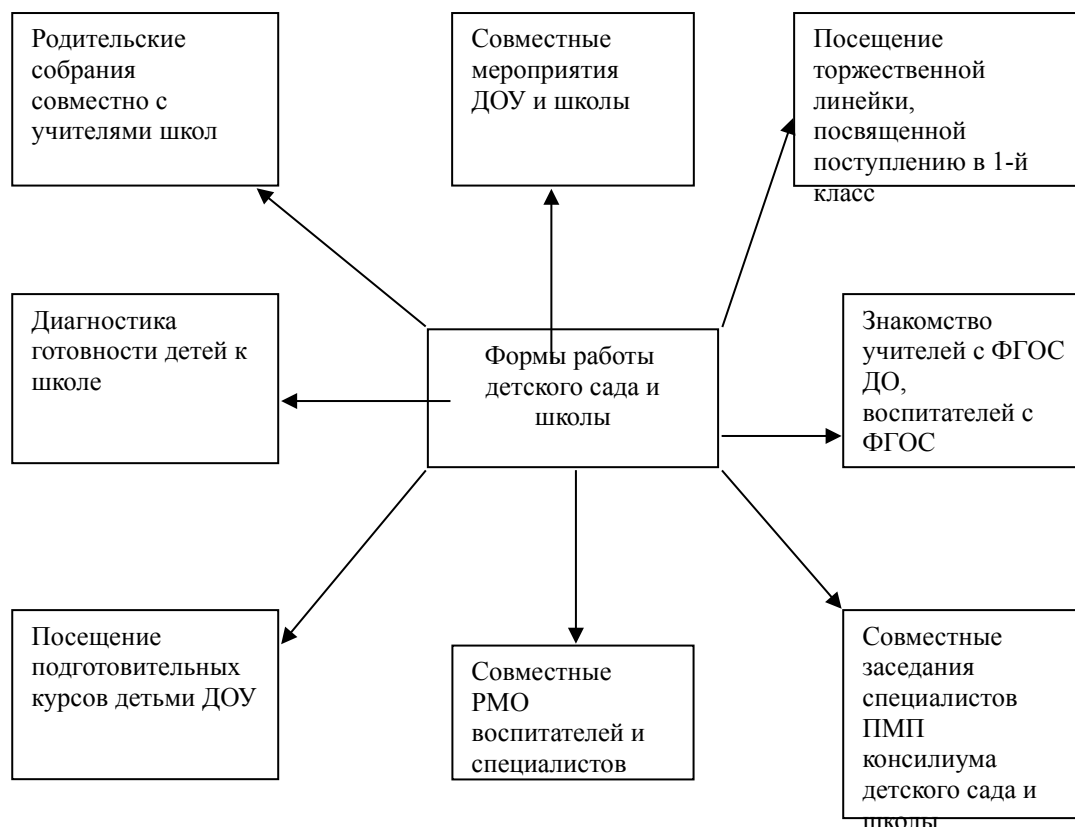 Родительские
собрания
совместно с
учителями школ
Совместные
мероприятия
ДОУ и школы
Посещение
торжественной
линейки,
посвященной
поступлению в 1-й
класс
Диагностика
готовности детей к
школе
Формы работы
детского сада и
школы
Знакомство
учителей с ФГОС
ДО,
воспитателей с
ФГОС
Посещение
подготовительных
курсов детьми ДОУ
Совместные
РМО
воспитателей и
специалистов
Совместные
заседания
специалистов
ПМП
консилиума
детского сада и
школы